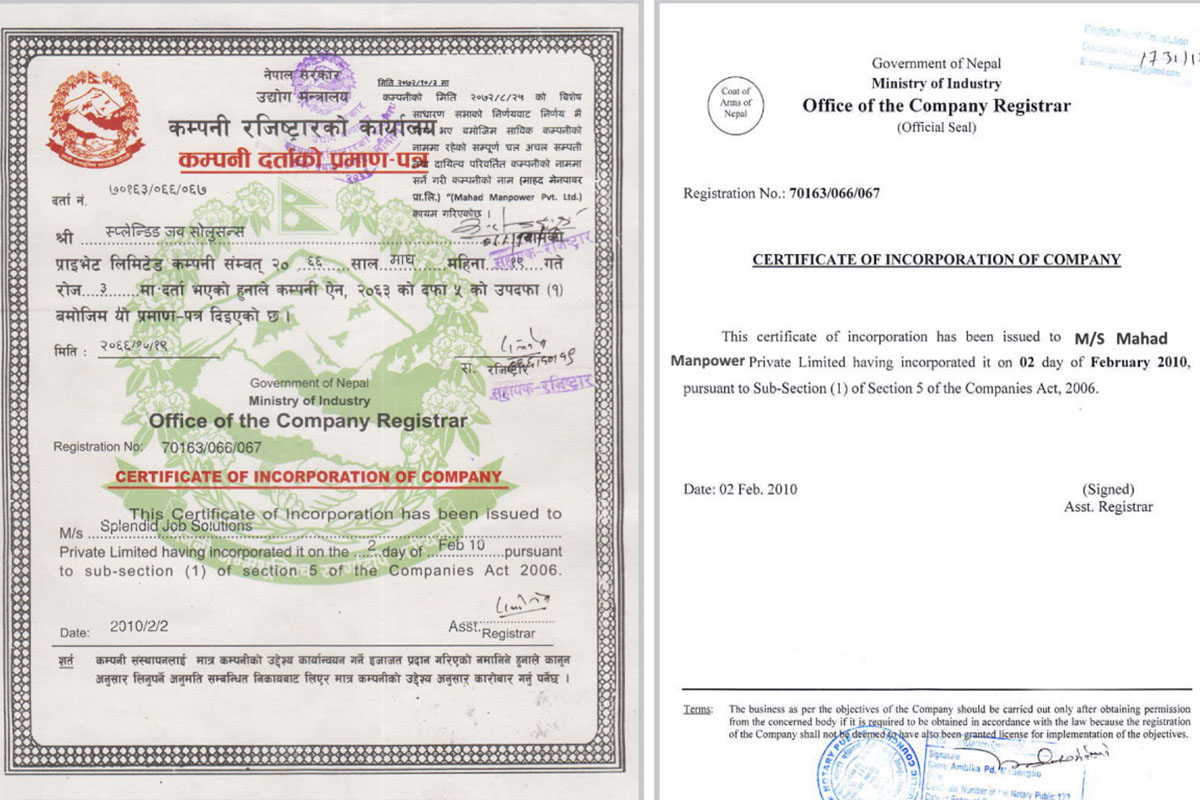 नेपाल सरकार
उद्योग मन्त्रालय
कम्पनी रजिष्ट्रारको कार्यालय
कम्पनी दर्ताको प्रमाण-पत्र
मिति २०७२/१०/३ मा
कम्पनीको मिति २०७२/८/२५ को विशेष
साधारण सभाको निर्णयबाट निर्णय भै
भए बमोजिम साविक कम्पनीको
नाममा रहेको सम्पूर्ण चल अचल सम्पती
तथा दायित्व परिवर्तित कम्पनीको नाममा
सर्ने गरी कम्पनीको नाम (माहद मेनपावर
प्रा.लि.) "(Mahad Manpower Pvt. Ltd.)
कायम गरिएकोछ ।
दर्ता नं. ७०१६३/०६६/०६७
श्री स्प्लेन्डिड जव सोलुसन्स
सहायक-रजिष्ट्रार
प्राइभेट लिमिटेड कम्पनी संम्बत् २० ६६ साल माघ महिना १९ गते
रोज ३ मा दर्ता भएको हुनाले कम्पनी ऐन, २०६३ को दफा ५ को उपदफा (१)
बमोजिम यो प्रमाण-पत्र दिइएको छ ।
मिति : २०६६/१०/१९
स. रजिष्ट्रार
सहायक-रजिष्ट्रार
Government of Nepal
Ministry of Industry
Office of the Company Registrar
Registration No: 70163/066/067
CERTIFICATE OF INCORPORATION OF COMPANY
This Certificate of Incorporation has been issued to
M/s Splendid Job Solutions
Private Limited having incorporated it on the 2 day of Feb 10 pursuant
to sub-section (1) of section 5 of the Companies Act 2006.
Date: 2010/2/2
Asst. Registrar
शर्त कम्पनी संस्थापनलाई मात्र कम्पनीको उद्देश्य कार्यान्वयन गर्ने इजाजत प्रदान गरिएको नमानिने हुनाले कानून
अनुसार लिनुपर्ने अनुमति सम्बन्धित निकायबाट लिएर मात्र कम्पनीको उद्देश्य अनुसार कारोबार गर्नु पर्नेछ ।
English/Nepali Translation
1731/1
Coat of
Arms of
Nepal
Government of Nepal
Ministry of Industry
Office of the Company Registrar
(Official Seal)
Registration No.: 70163/066/067
CERTIFICATE OF INCORPORATION OF COMPANY
This certificate of incorporation has been issued to M/S Mahad
Manpower Private Limited having incorporated it on 02 day of February 2010,
pursuant to Sub-Section (1) of Section 5 of the Companies Act, 2006.
Date: 02 Feb. 2010
(Signed)
Asst. Registrar
Terms: The business as per the objectives of the Company should be carried out only after obtaining permission
from the concerned body if it is required to be obtained in accordance with the law because the registration
of the Company shall not be deemed to have also been granted license for implementation of the objectives.
NOTARY PUBLIC COUNCIL
Signature:
Name: Ambika Pd.
Number of the Notary Public 123